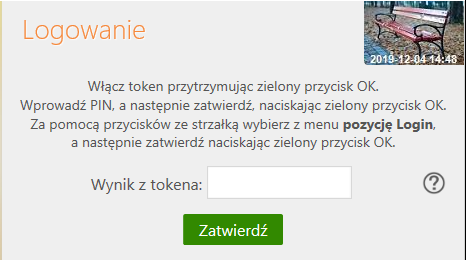 Logowanie
2019-12-04 14:48
Włącz token przytrzymując zielony przycisk OK.
Wprowadź PIN, a następnie zatwierdź, naciskając zielony przycisk OK.
Za pomocą przycisków ze strzałką wybierz z menu pozycję Login,
a następnie zatwierdź naciskając zielony przycisk OK.
Wynik z tokena:
?
Zatwierdź